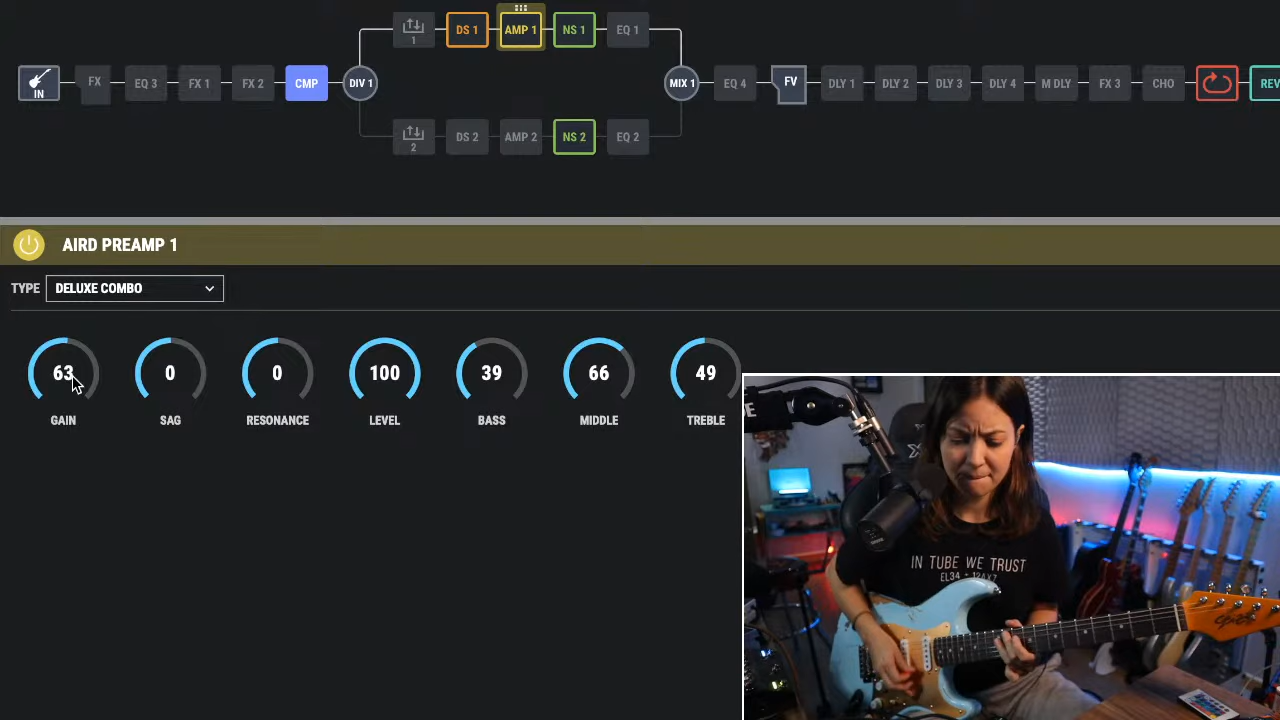 1
DS 1
AMP 1
NS 1
EQ 1
IN
FX
EQ 3
FX 1
FX 2
CMP
DIV 1
MIX 1
EQ 4
FV
DLY 1
DLY 2
DLY 3
DLY 4
M DLY
FX 3
CHO
REV
2
DS 2
AMP 2
NS 2
EQ 2
AIRD PREAMP 1
TYPE DELUXE COMBO
63 0 0 100 39 66 49
GAIN SAG RESONANCE LEVEL BASS MIDDLE TREBLE
IN TUBE WE TRUST
EL34 + 12AX7